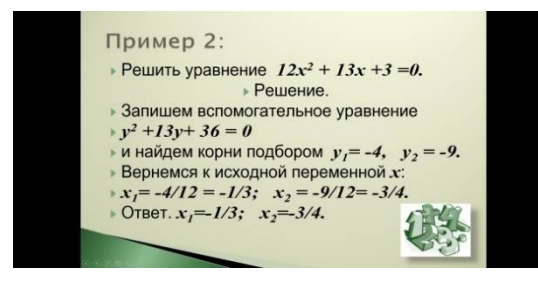 Пример 2:
Решить уравнение 12x² + 13x +3 =0.
Решение.
Запишем вспомогательное уравнение
y² +13y+ 36 = 0
и найдем корни подбором y₁= -4, y₂ = -9.
Вернемся к исходной переменной x:
x₁= -4/12 = -1/3; x₂ = -9/12= -3/4.
Ответ. x₁=-1/3; x₂=-3/4.